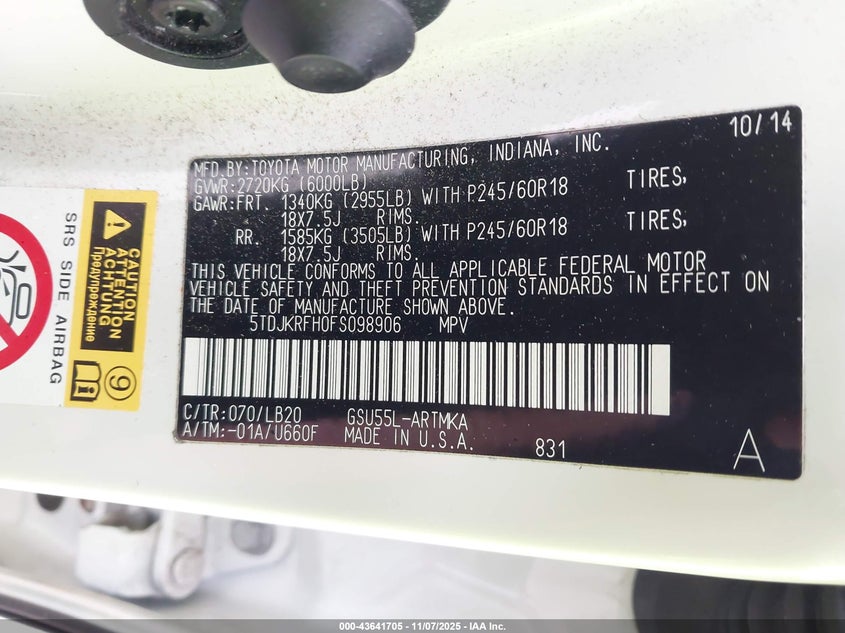 10/14
MFD. BY: TOYOTA MOTOR MANUFACTURING, INDIANA, INC.
GVWR: 2720KG (6000LB)
GAWR: FRT. 1340KG (2955LB) WITH P245/60R18 TIRES,
18X7.5J RIMS.
RR. 1585KG (3505LB) WITH P245/60R18 TIRES,
18X7.5J RIMS.
THIS VEHICLE CONFORMS TO ALL APPLICABLE FEDERAL MOTOR
VEHICLE SAFETY AND THEFT PREVENTION STANDARDS IN EFFECT ON
THE DATE OF MANUFACTURE SHOWN ABOVE.
5TDJKRFH0FS098906 MPV
C/TR: 070/LB20 GSU55L-ARTMKA
A/TM: -01A/U660F MADE IN U.S.A. 831 A
SRS SIDE AIRBAG
CAUTION
ATTENTION
ACHTUNG
Предупреждение
9
000-43641705 — 11/07/2025 — IAA Inc.